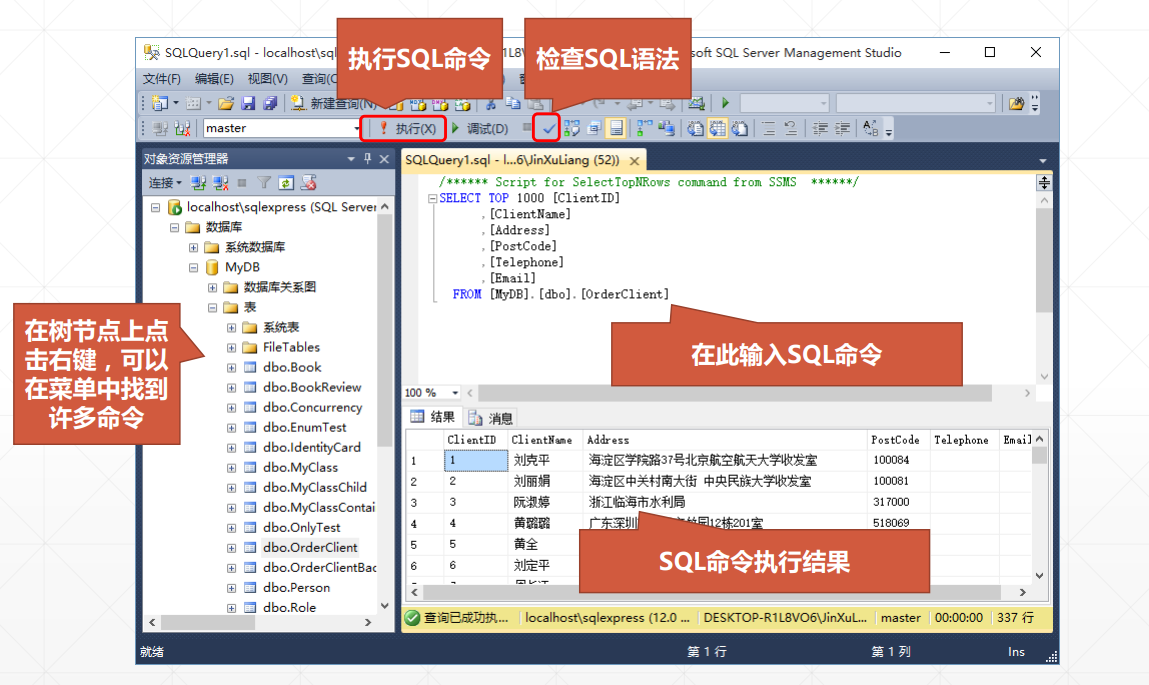 执行SQL命令
检查SQL语法
SQLQuery1.sql - localhost\sql
soft SQL Server Management Studio
文件(F) 编辑(E) 视图(V) 查询(
新建查询(N)
master
执行(X)
调试(D)
对象资源管理器
连接
localhost\sqlexpress (SQL Server
数据库
系统数据库
MyDB
数据库关系图
表
系统表
FileTables
dbo.Book
dbo.BookReview
dbo.Concurrency
dbo.EnumTest
dbo.IdentityCard
dbo.MyClass
dbo.MyClassChild
dbo.MyClassContai
dbo.OnlyTest
dbo.OrderClient
dbo.OrderClientBac
dbo.Person
dbo.Role
在树节点上点
击右键，可以
在菜单中找到
许多命令
SQLQuery1.sql - l...6\JinXuLiang (52))
/****** Script for SelectTopNRows command from SSMS ******/
SELECT TOP 1000 [ClientID]
,[ClientName]
,[Address]
,[PostCode]
,[Telephone]
,[Email]
FROM [MyDB].[dbo].[OrderClient]
在此输入SQL命令
100 %
结果 消息
ClientID ClientName Address PostCode Telephone Email
1 1 刘克平 海淀区学院路37号北京航空航天大学收发室 100084
2 2 刘丽娟 海淀区中关村南大街 中央民族大学收发室 100081
3 3 阮淑婷 浙江临海市水利局 317000
4 4 黄璐璐 广东深圳 园12栋201室 518069
5 5 黄全
6 6 刘定平
SQL命令执行结果
查询已成功执... localhost\sqlexpress (12.0 ... DESKTOP-R1L8VO6\JinXuL... master 00:00:00 337 行
就绪 第 1 行 第 1 列 Ins